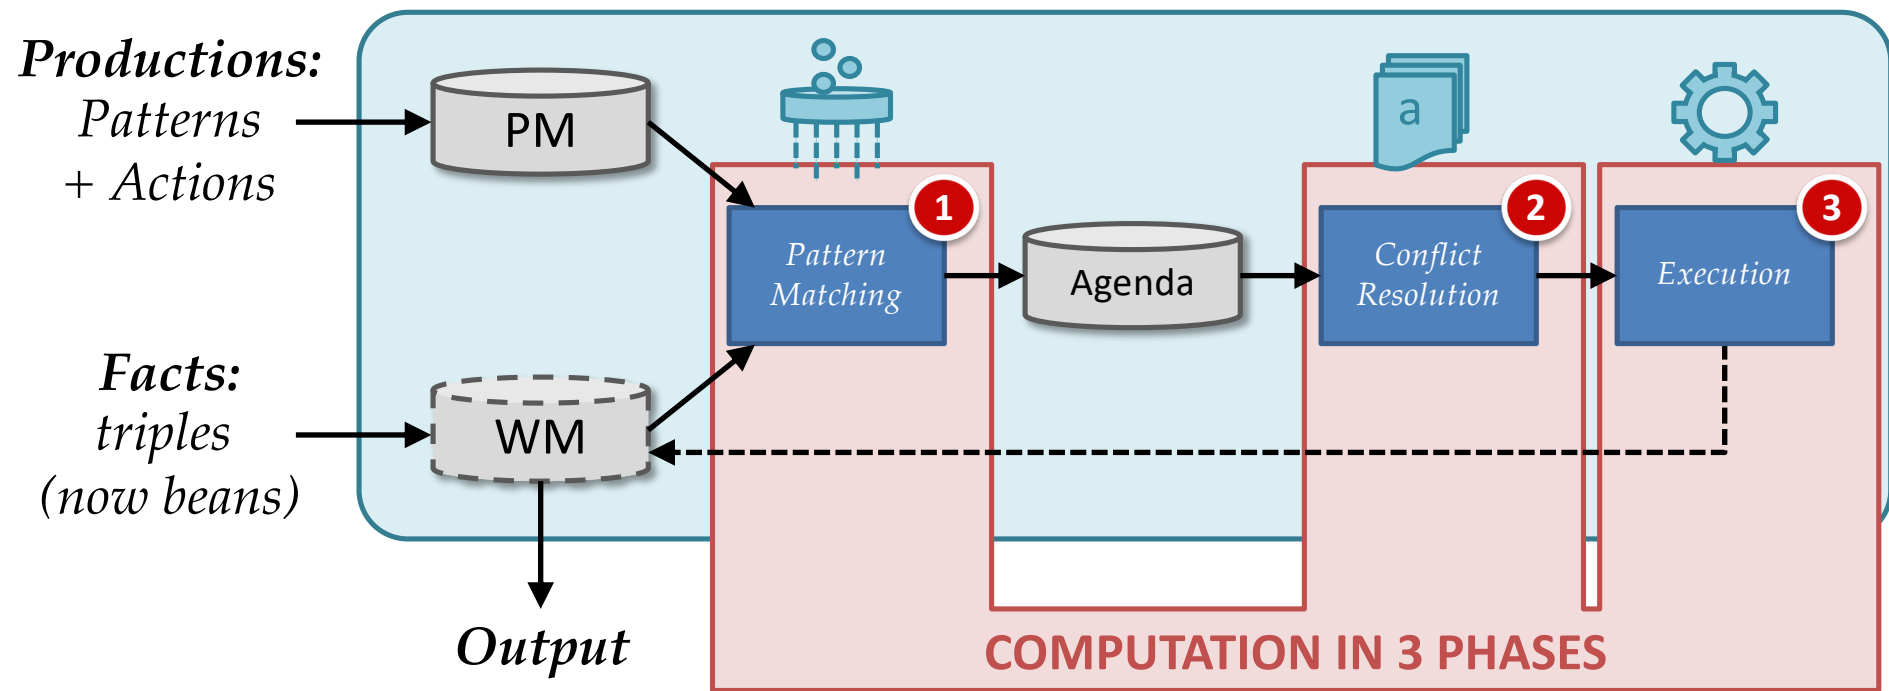 Productions:
Patterns
+ Actions
PM
a
1
2
3
Pattern
Matching
Agenda
Conflict
Resolution
Execution
Facts:
triples
(now beans)
WM
Output
COMPUTATION IN 3 PHASES